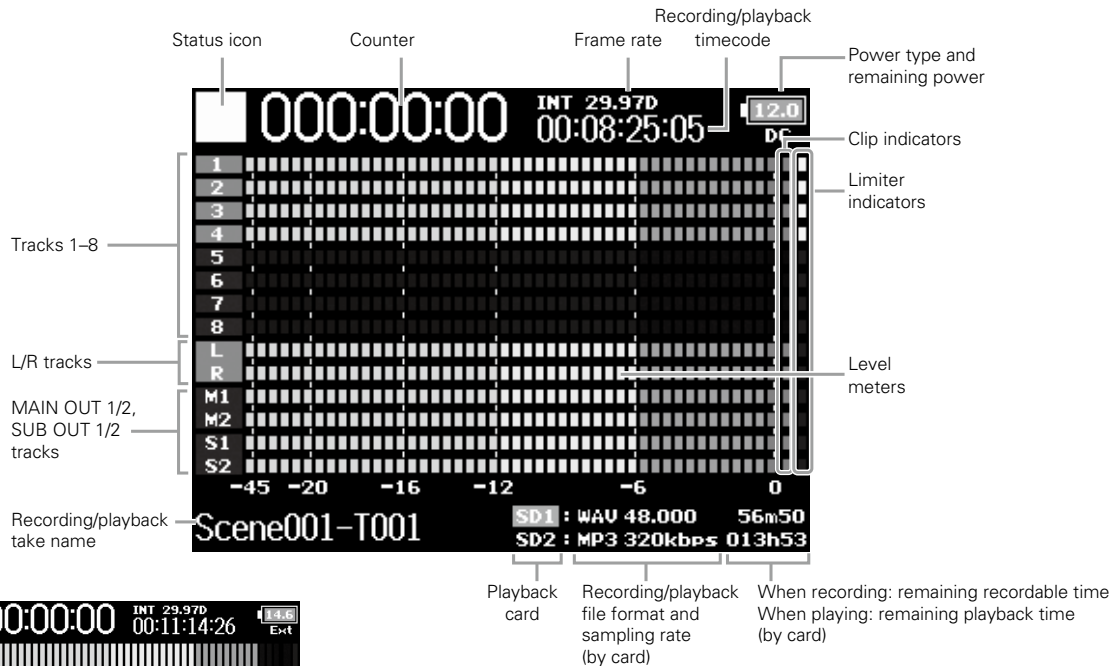 Recording/playback
timecode
Status icon
Counter
Frame rate
Power type and
remaining power
000:00:00
INT 29.97D
00:08:25:05
12.0
DC
Clip indicators
Limiter
indicators
Tracks 1–8
1
2
3
4
5
6
7
8
L/R tracks
L
R
Level
meters
MAIN OUT 1/2,
SUB OUT 1/2
tracks
M1
M2
S1
S2
-45 -20 -16 -12 -6 0
Recording/playback
take name
Scene001-T001
SD1 : WAV 48.000 56m50
SD2 : MP3 320kbps 013h53
Playback
card
Recording/playback
file format and
sampling rate
(by card)
When recording: remaining recordable time
When playing: remaining playback time
(by card)
00:00:00
INT 29.97D
00:11:14:26
14.6
Ext